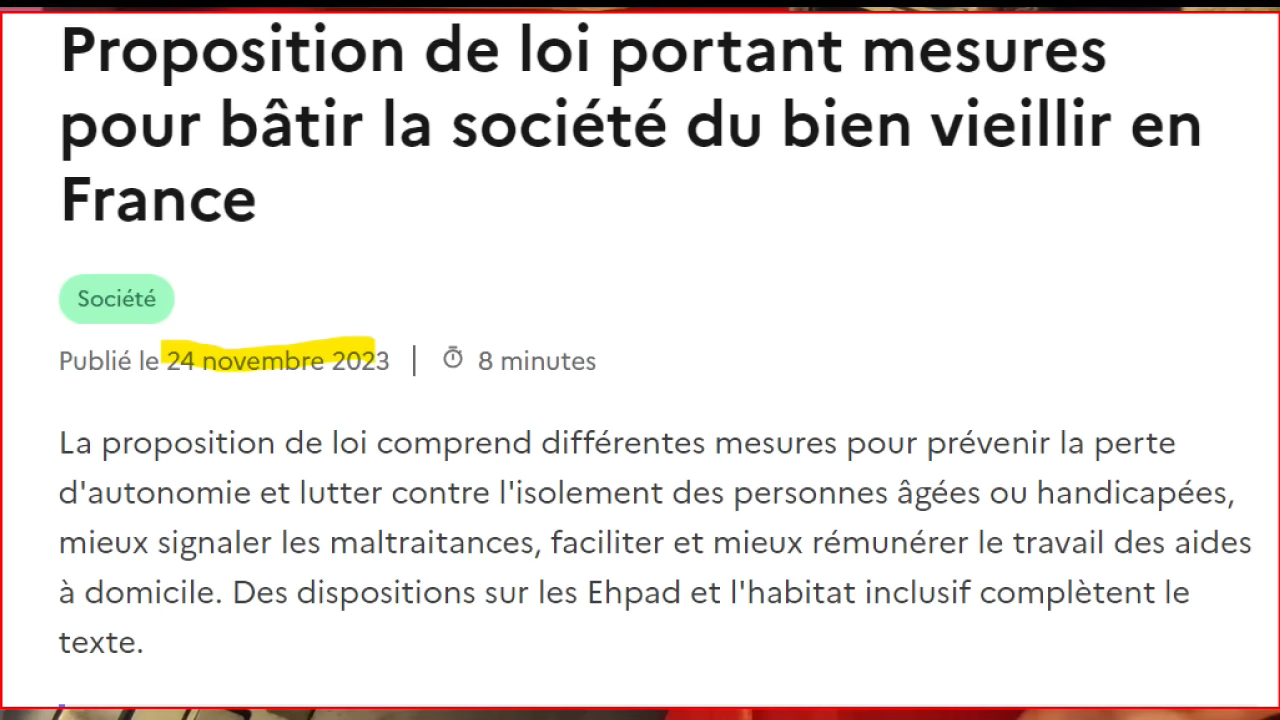 Proposition de loi portant mesures
pour bâtir la société du bien vieillir en
France
Société
Publié le 24 novembre 2023 | 8 minutes
La proposition de loi comprend différentes mesures pour prévenir la perte
d'autonomie et lutter contre l'isolement des personnes âgées ou handicapées,
mieux signaler les maltraitances, faciliter et mieux rémunérer le travail des aides
à domicile. Des dispositions sur les Ehpad et l'habitat inclusif complètent le
texte.